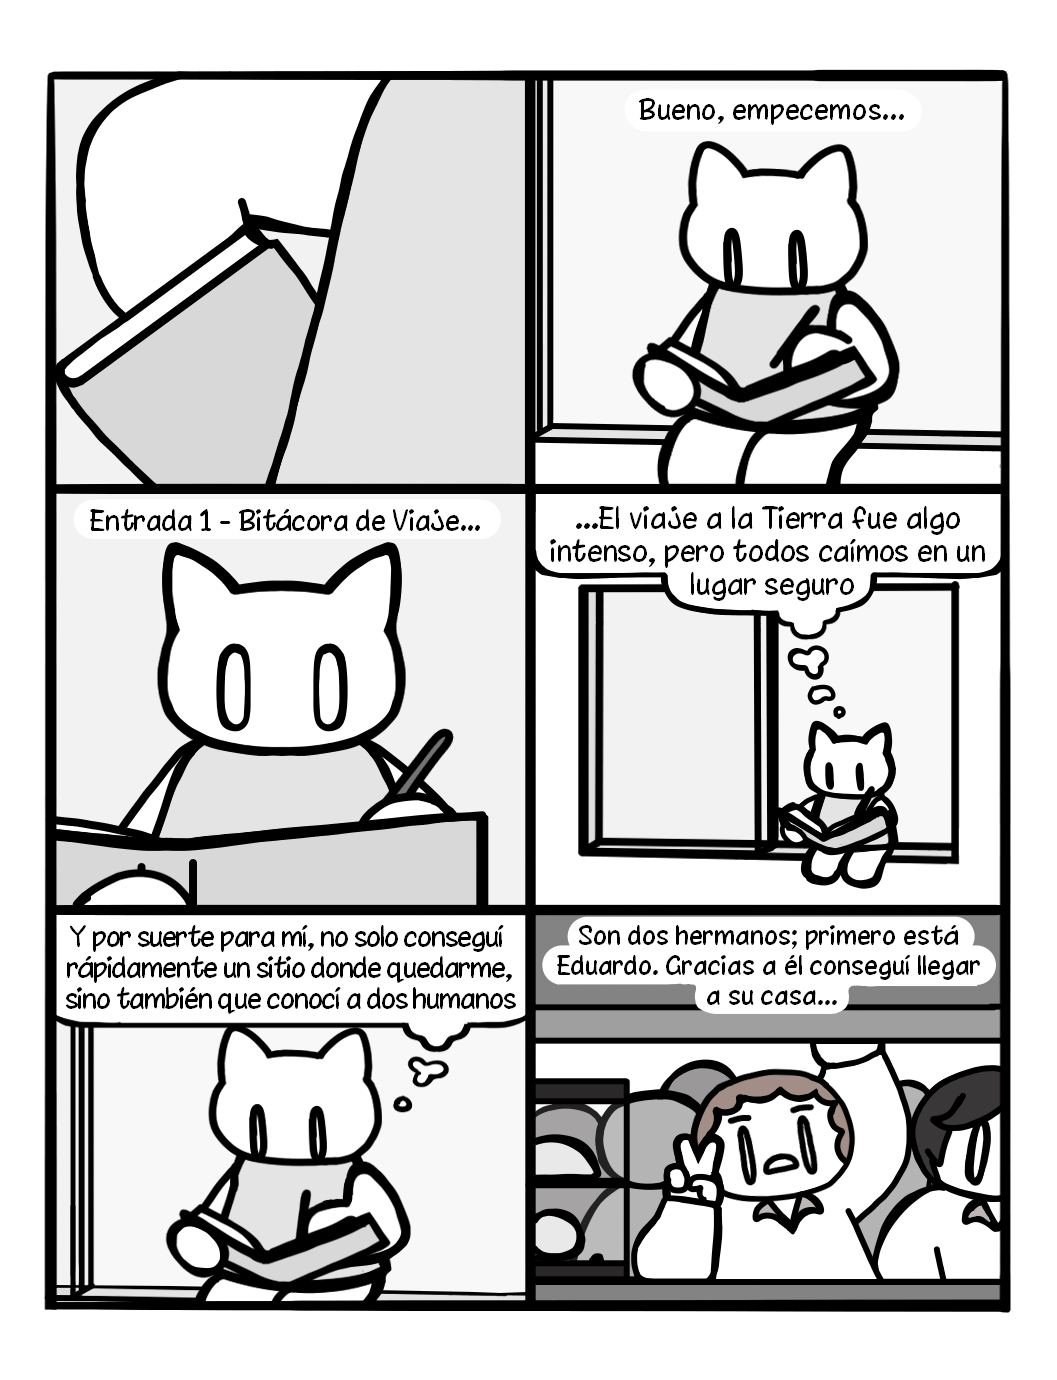 Bueno, empecemos...
Entrada 1 - Bitácora de Viaje...
...El viaje a la Tierra fue algo
intenso, pero todos caímos en un
lugar seguro
Y por suerte para mí, no solo conseguí
rápidamente un sitio donde quedarme,
sino también que conocí a dos humanos
Son dos hermanos; primero está
Eduardo. Gracias a él conseguí llegar
a su casa...